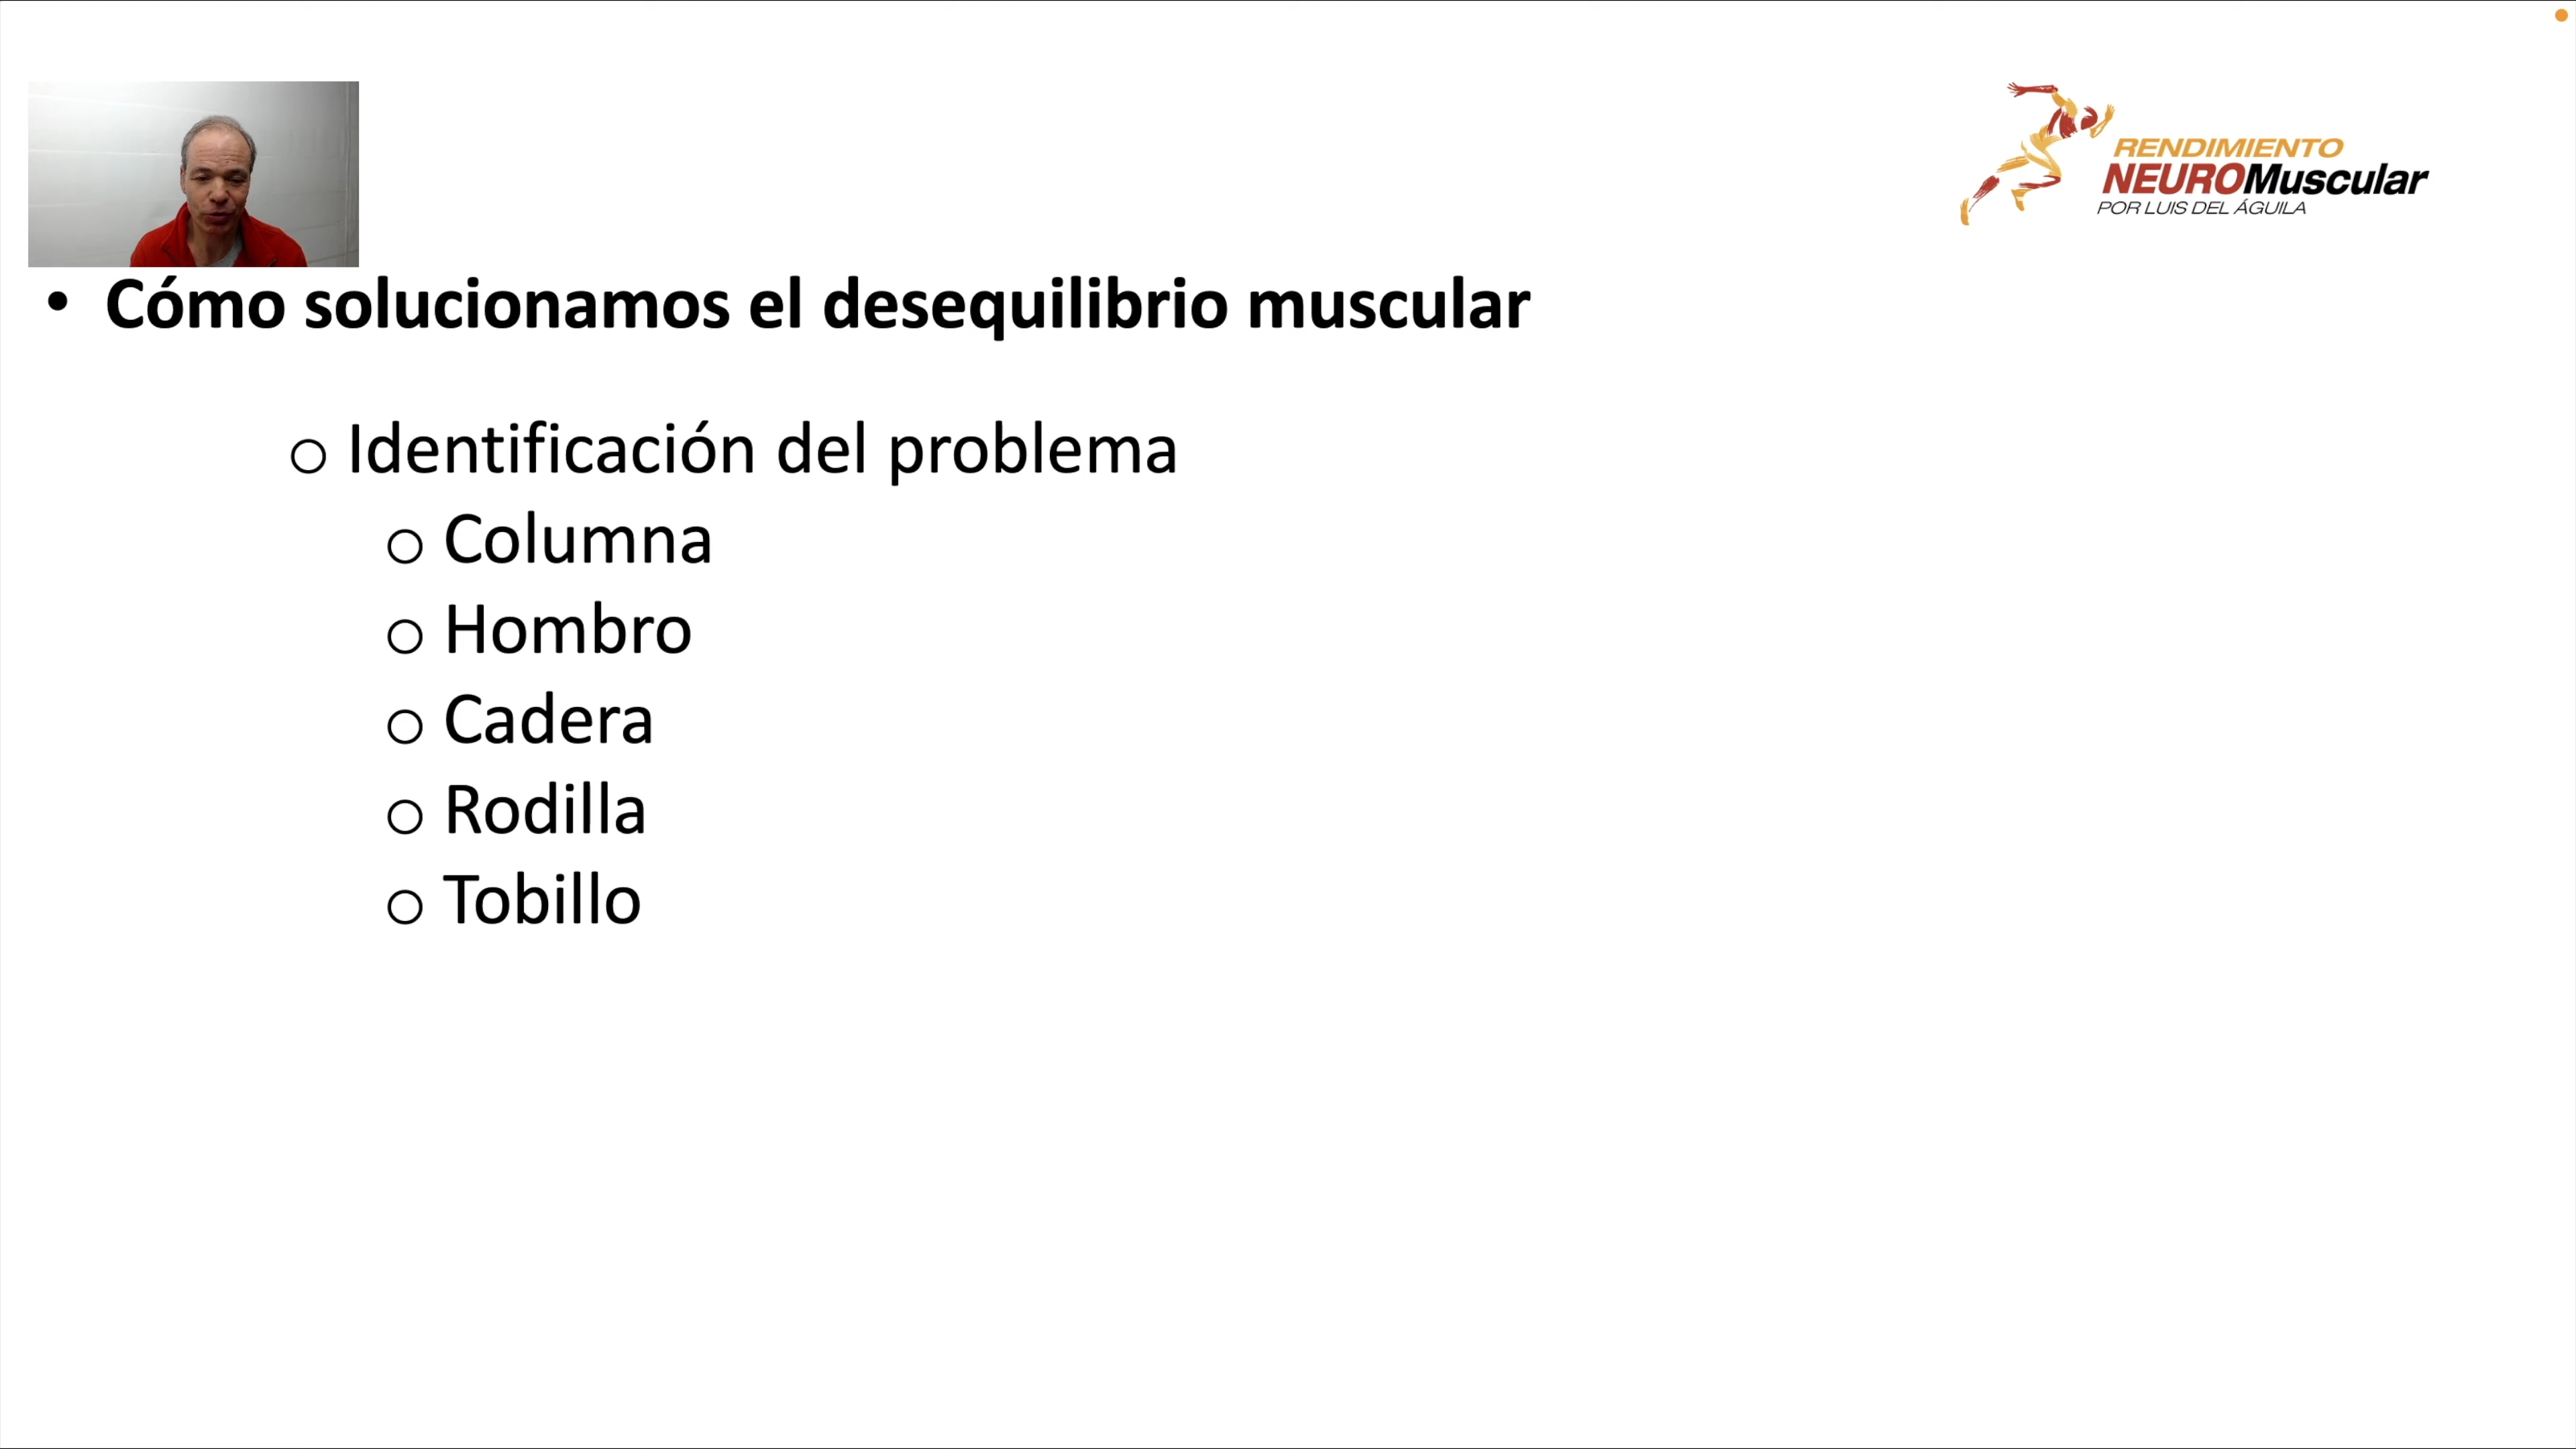 RENDIMIENTO
NEUROMuscular
POR LUIS DEL ÁGUILA
• Cómo solucionamos el desequilibrio muscular
o Identificación del problema
o Columna
o Hombro
o Cadera
o Rodilla
o Tobillo